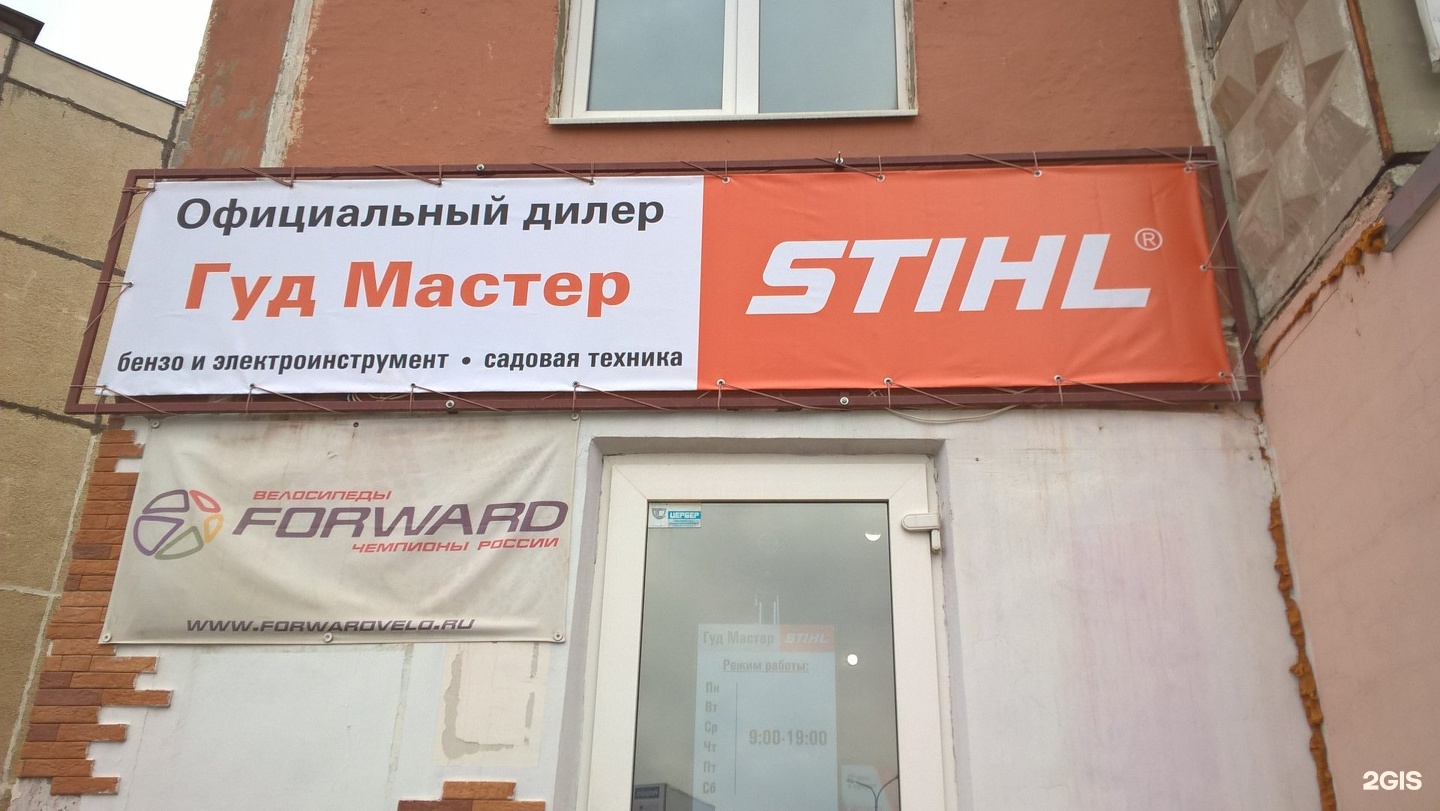 Официальный дилер
Гуд Мастер
бензо и электроинструмент • садовая техника
STIHL®
ВЕЛОСИПЕДЫ
FORWARD
ЧЕМПИОНЫ РОССИИ
WWW.FORWARDVELO.RU
ЦЕРБЕР
Гуд Мастер STIHL
Режим работы:
Пн
Вт
Ср
Чт
9:00-19:00
Пт
Сб
2GIS